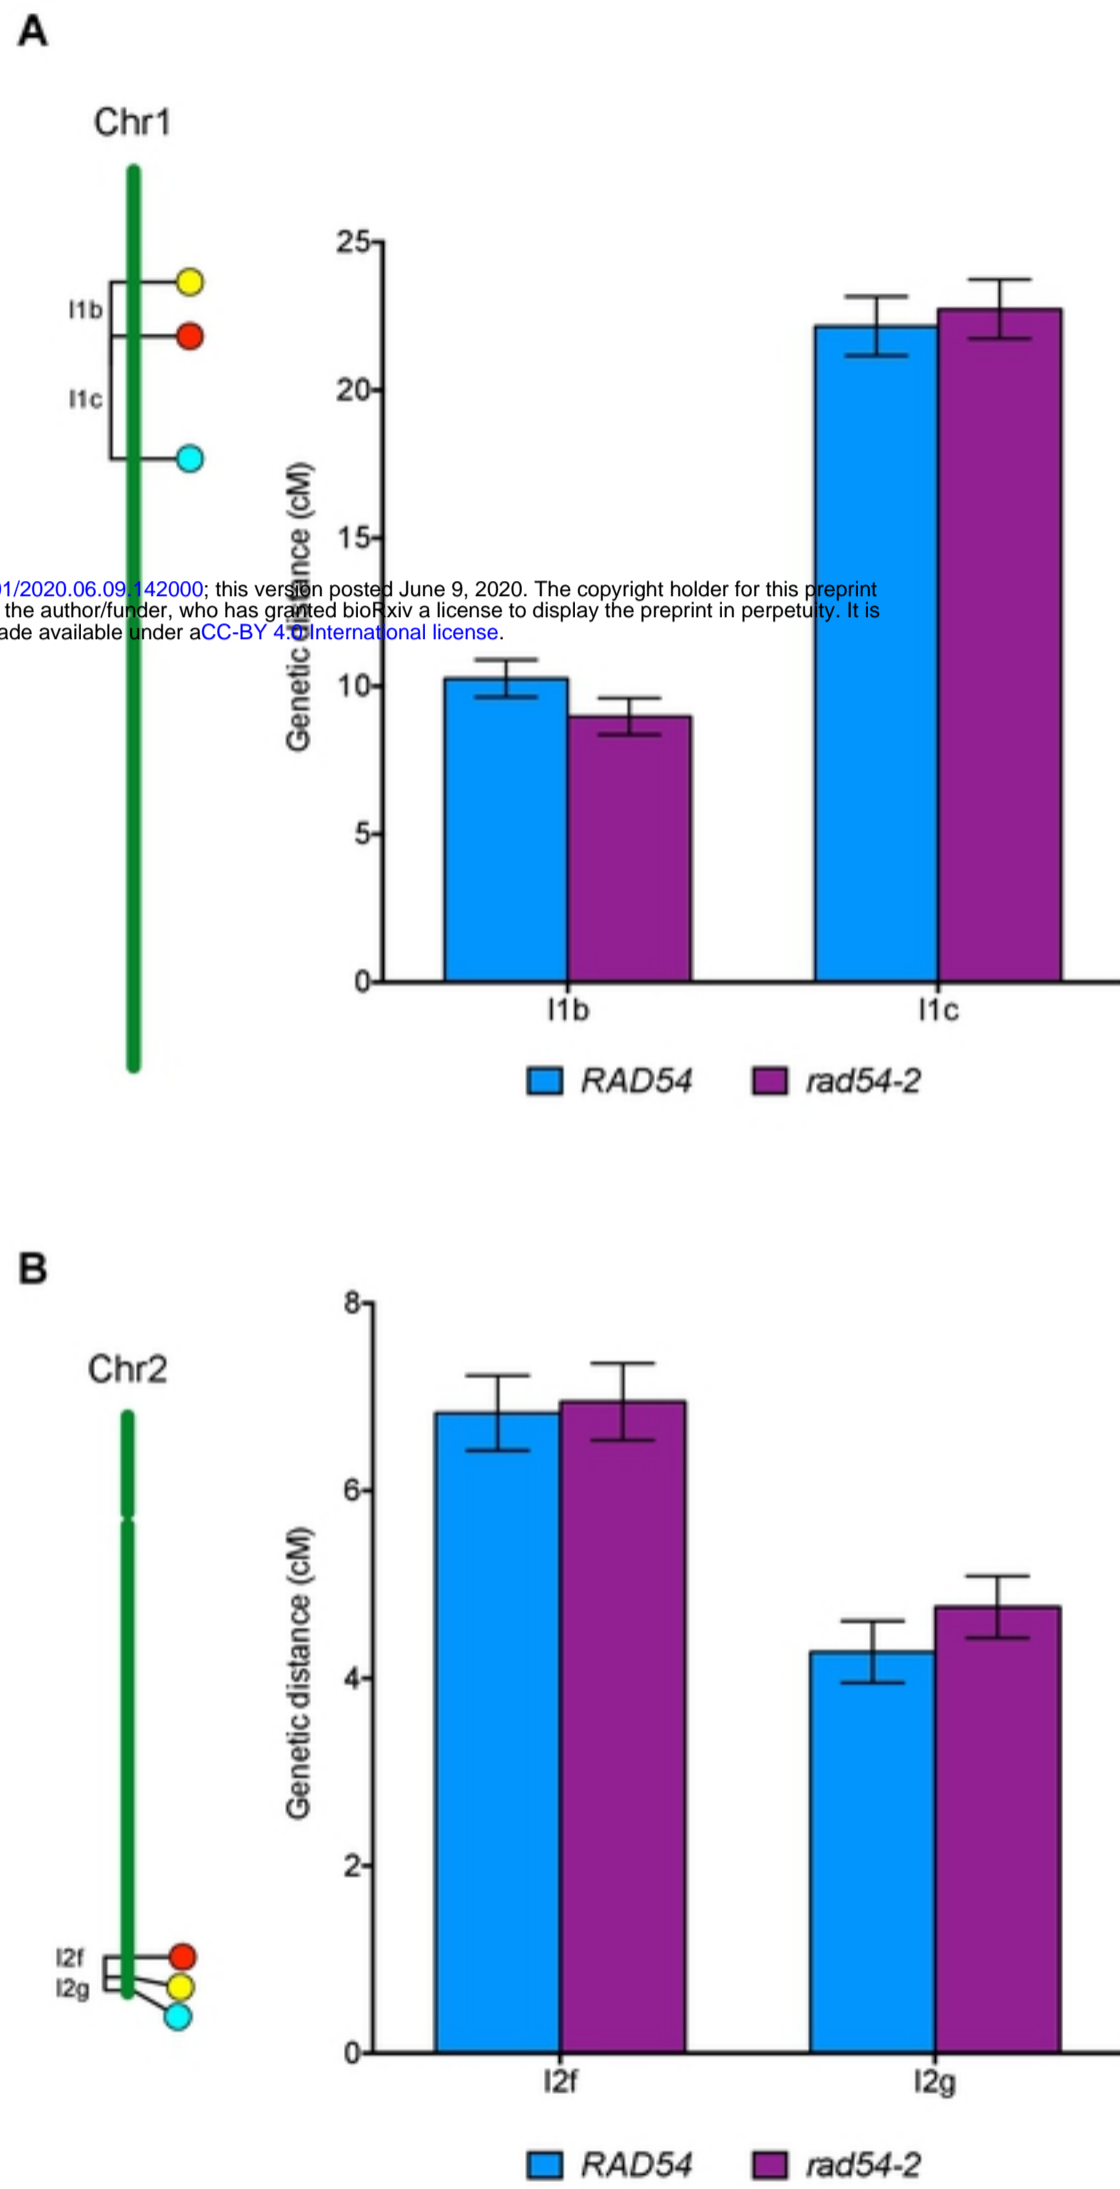 A
Chr1
I1b
I1c
25
20
15
10
5
0
Genetic distance (cM)
01/2020.06.09.142000; this version posted June 9, 2020. The copyright holder for this preprint
the author/funder, who has granted bioRxiv a license to display the preprint in perpetuity. It is
ade available under aCC-BY 4.0 International license.
I1b I1c
RAD54 rad54-2
B
Chr2
I2f
I2g
8
6
4
2
0
Genetic distance (cM)
I2f I2g
RAD54 rad54-2